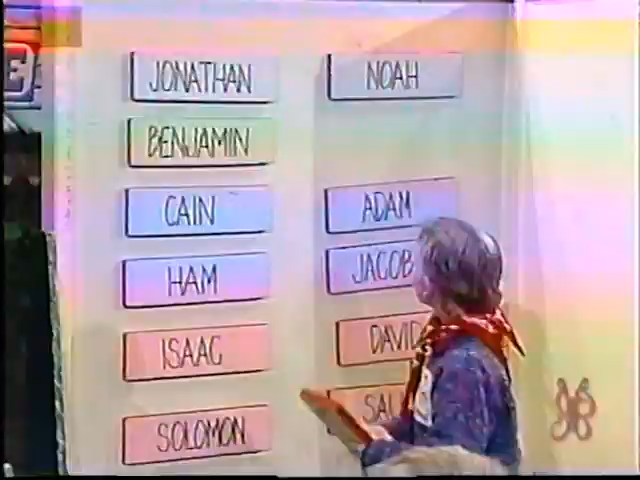 E
JONATHAN
NOAH
BENJAMIN
CAIN
ADAM
HAM
JACOB
ISAAC
DAVID
SOLOMON